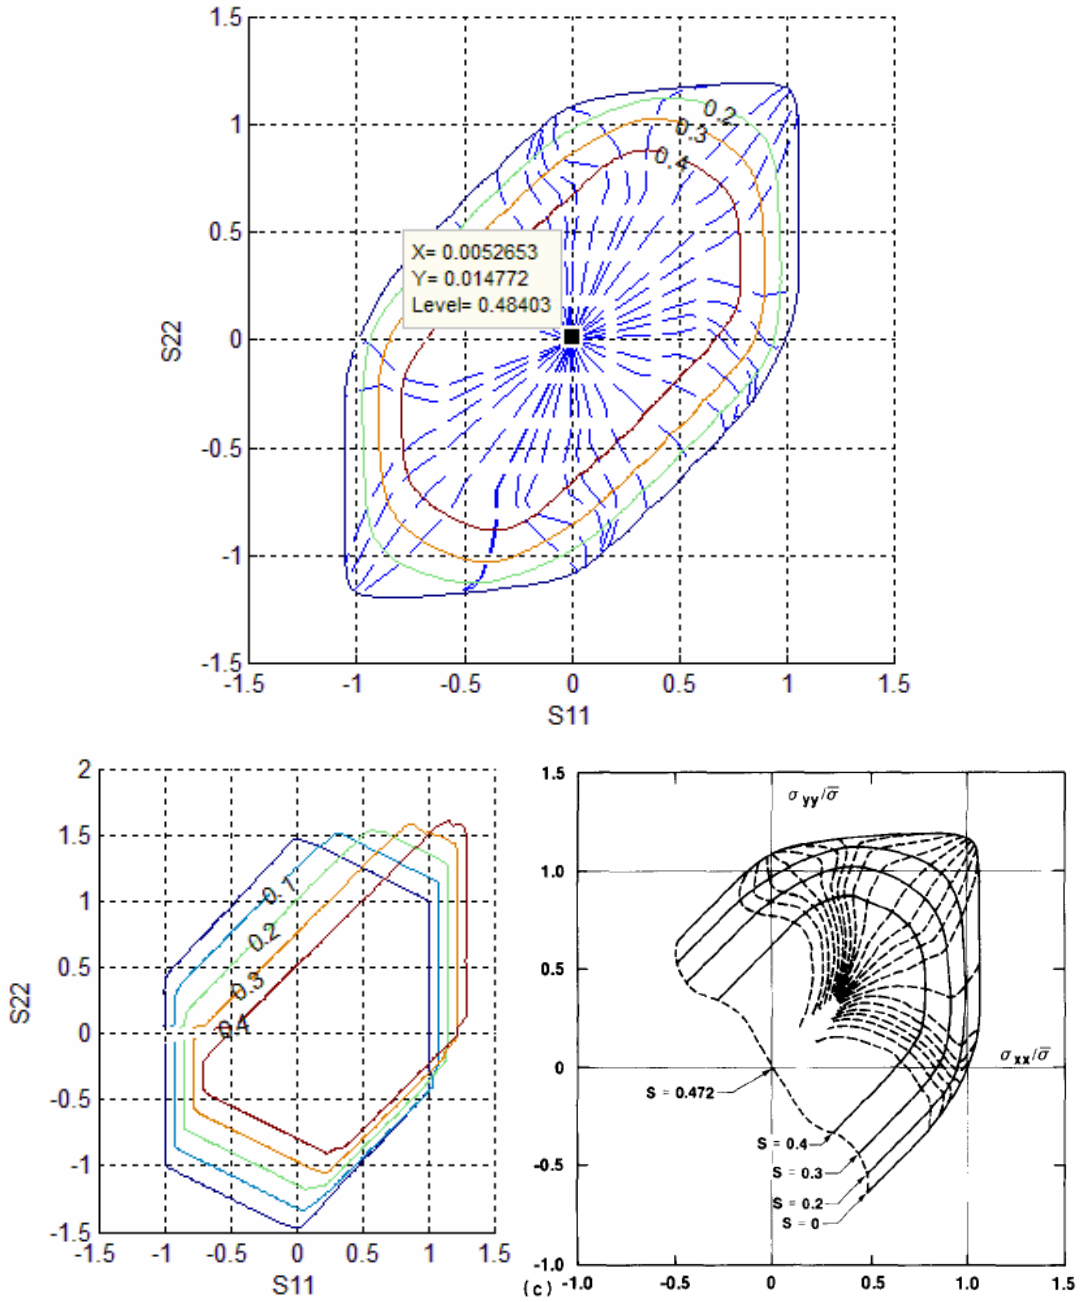 1.5
0.2
1
0.3
0.4
0.5
X= 0.0052653
Y= 0.014772
Level= 0.48403
S22
0
-0.5
-1
-1.5
-1.5 -1 -0.5 0 0.5 1 1.5
S11
2
1.5
1
0.1
0.2
0.5
0.3
0.4
S22
0
-0.5
-1
-1.5
-1.5 -1 -0.5 0 0.5 1 1.5
S11
1.5
σyy/σ̅
1.0
0.5
σxx/σ̅
0
S = 0.472
S = 0.4
-0.5
S = 0.3
S = 0.2
S = 0
-1.0
(c) -1.0 -0.5 0 0.5 1.0 1.5